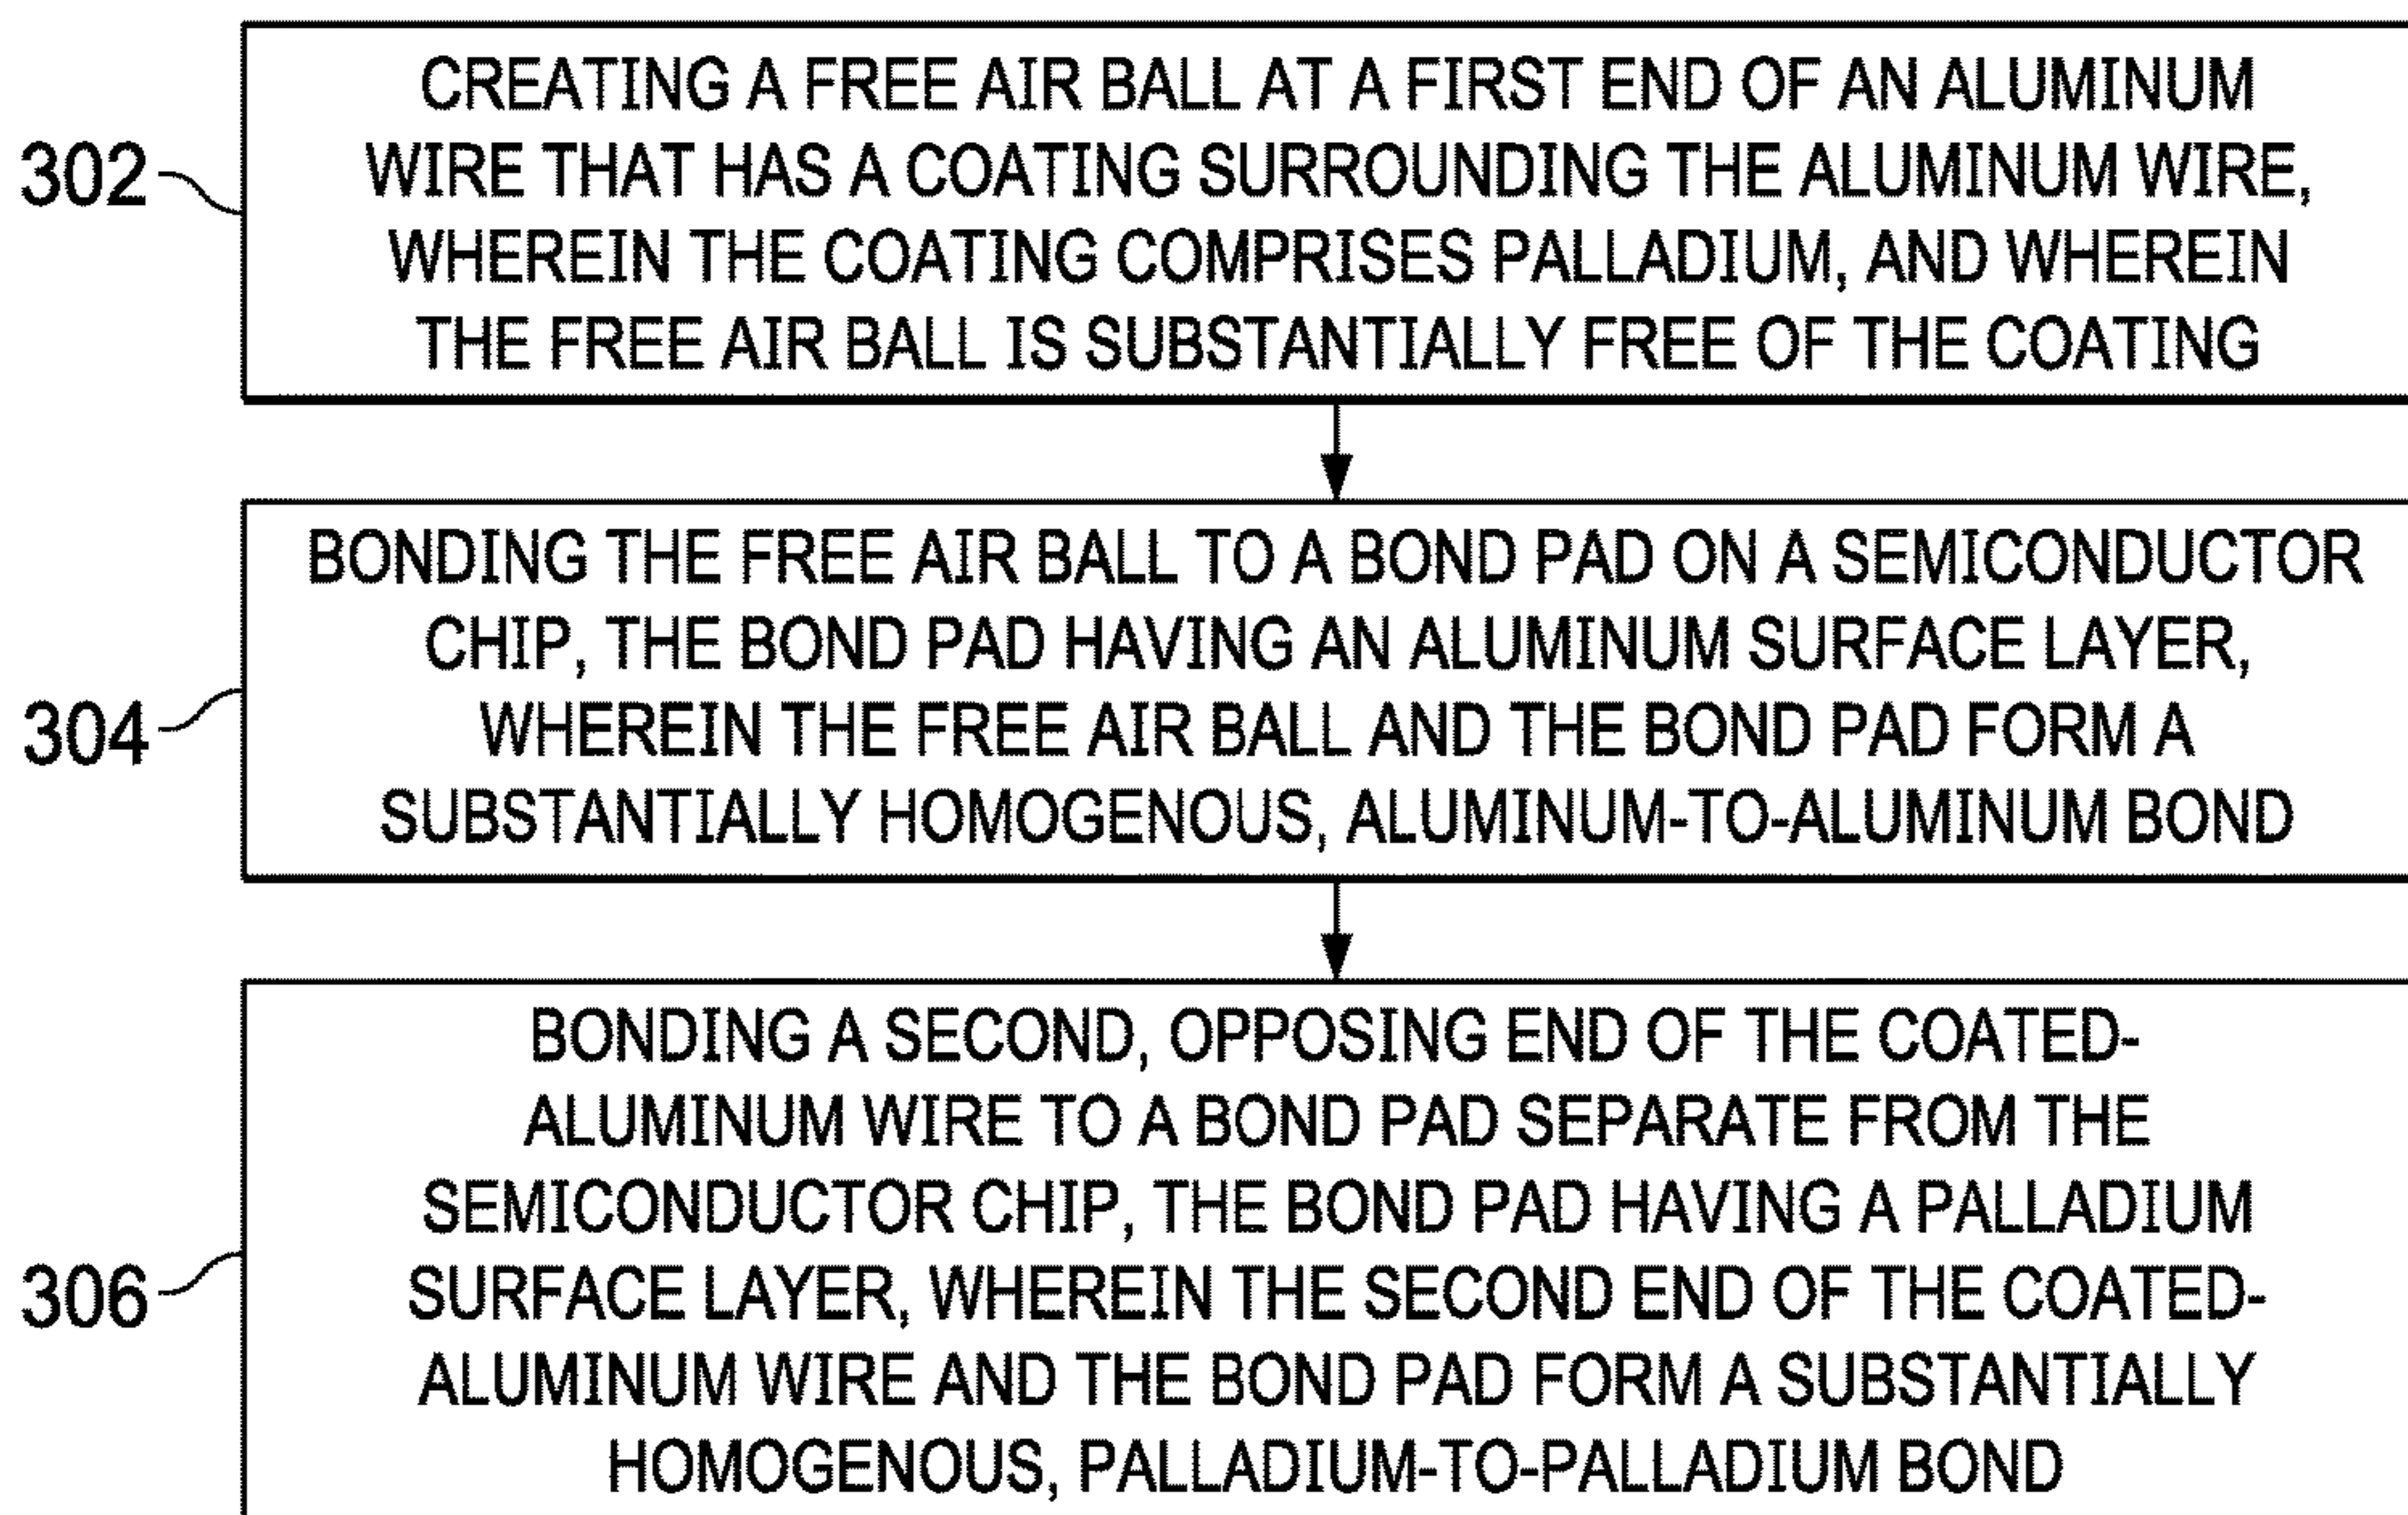 302
CREATING A FREE AIR BALL AT A FIRST END OF AN ALUMINUM
WIRE THAT HAS A COATING SURROUNDING THE ALUMINUM WIRE,
WHEREIN THE COATING COMPRISES PALLADIUM, AND WHEREIN
THE FREE AIR BALL IS SUBSTANTIALLY FREE OF THE COATING
304
BONDING THE FREE AIR BALL TO A BOND PAD ON A SEMICONDUCTOR
CHIP, THE BOND PAD HAVING AN ALUMINUM SURFACE LAYER,
WHEREIN THE FREE AIR BALL AND THE BOND PAD FORM A
SUBSTANTIALLY HOMOGENOUS, ALUMINUM-TO-ALUMINUM BOND
306
BONDING A SECOND, OPPOSING END OF THE COATED-
ALUMINUM WIRE TO A BOND PAD SEPARATE FROM THE
SEMICONDUCTOR CHIP, THE BOND PAD HAVING A PALLADIUM
SURFACE LAYER, WHEREIN THE SECOND END OF THE COATED-
ALUMINUM WIRE AND THE BOND PAD FORM A SUBSTANTIALLY
HOMOGENOUS, PALLADIUM-TO-PALLADIUM BOND